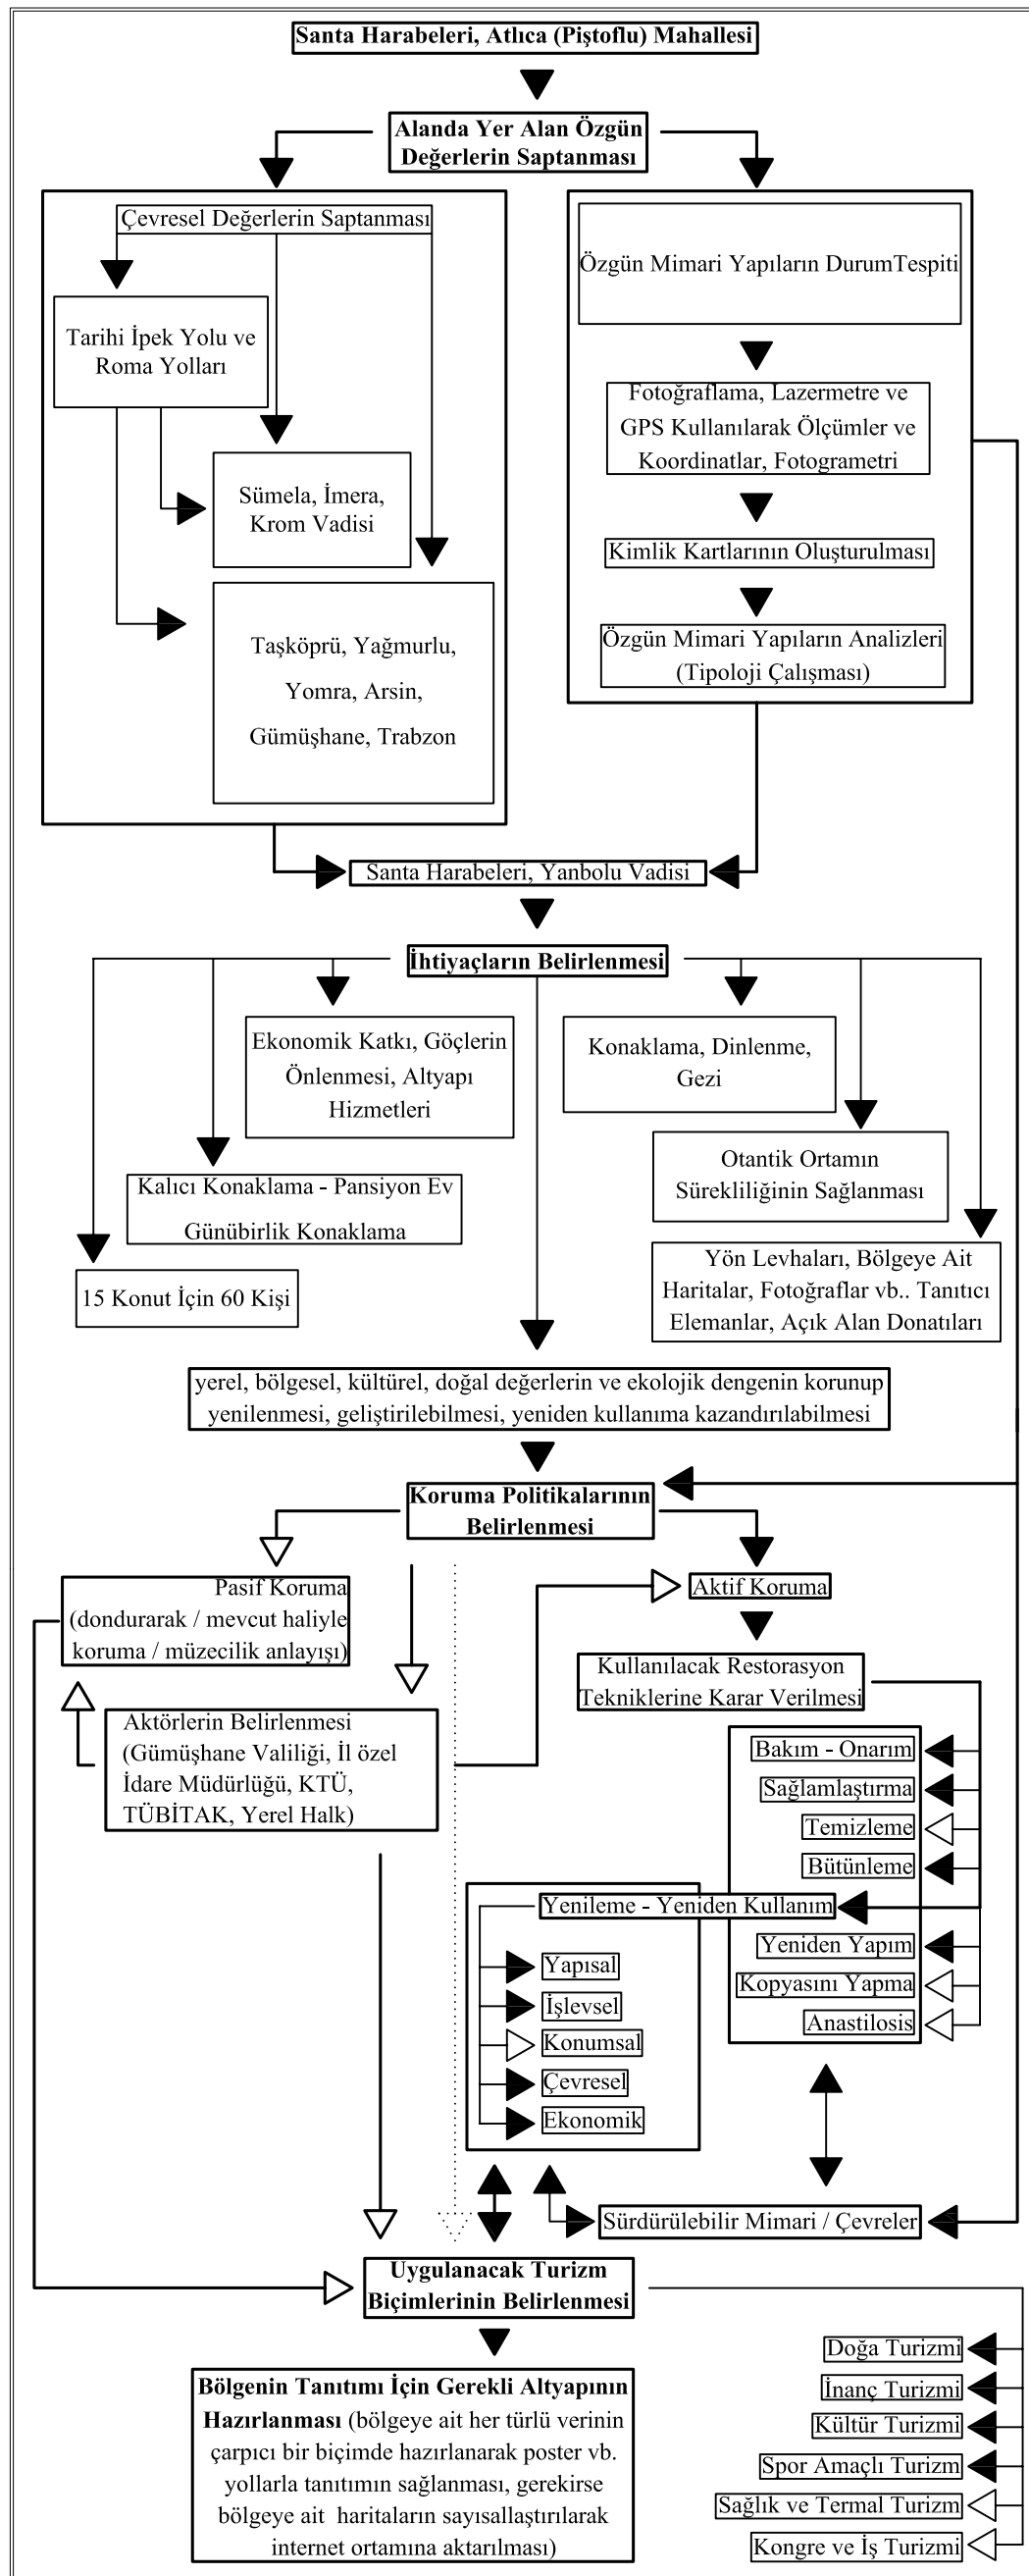 Santa Harabeleri, Atlıca (Piştoflu) Mahallesi
Alanda Yer Alan Özgün
Değerlerin Saptanması
Çevresel Değerlerin Saptanması
Tarihi İpek Yolu ve
Roma Yolları
Sümela, İmera,
Krom Vadisi
Taşköprü, Yağmurlu,
Yomra, Arsin,
Gümüşhane, Trabzon
Özgün Mimari Yapıların DurumTespiti
Fotoğraflama, Lazermetre ve
GPS Kullanılarak Ölçümler ve
Koordinatlar, Fotogrametri
Kimlik Kartlarının Oluşturulması
Özgün Mimari Yapıların Analizleri
(Tipoloji Çalışması)
Santa Harabeleri, Yanbolu Vadisi
İhtiyaçların Belirlenmesi
Ekonomik Katkı, Göçlerin
Önlenmesi, Altyapı
Hizmetleri
Konaklama, Dinlenme,
Gezi
Kalıcı Konaklama - Pansiyon Ev
Günübirlik Konaklama
Otantik Ortamın
Sürekliliğinin Sağlanması
15 Konut İçin 60 Kişi
Yön Levhaları, Bölgeye Ait
Haritalar, Fotoğraflar vb.. Tanıtıcı
Elemanlar, Açık Alan Donatıları
yerel, bölgesel, kültürel, doğal değerlerin ve ekolojik dengenin korunup
yenilenmesi, geliştirilebilmesi, yeniden kullanıma kazandırılabilmesi
Koruma Politikalarının
Belirlenmesi
Pasif Koruma
(dondurarak / mevcut haliyle
koruma / müzecilik anlayışı)
Aktif Koruma
Aktörlerin Belirlenmesi
(Gümüşhane Valiliği, İl özel
İdare Müdürlüğü, KTÜ,
TÜBİTAK, Yerel Halk)
Kullanılacak Restorasyon
Tekniklerine Karar Verilmesi
Bakım - Onarım
Sağlamlaştırma
Temizleme
Bütünleme
Yenileme - Yeniden Kullanım
Yeniden Yapım
Kopyasını Yapma
Anastilosis
Yapısal
İşlevsel
Konumsal
Çevresel
Ekonomik
Sürdürülebilir Mimari / Çevreler
Uygulanacak Turizm
Biçimlerinin Belirlenmesi
Bölgenin Tanıtımı İçin Gerekli Altyapının
Hazırlanması (bölgeye ait her türlü verinin
çarpıcı bir biçimde hazırlanarak poster vb.
yollarla tanıtımın sağlanması, gerekirse
bölgeye ait haritaların sayısallaştırılarak
internet ortamına aktarılması)
Doğa Turizmi
İnanç Turizmi
Kültür Turizmi
Spor Amaçlı Turizm
Sağlık ve Termal Turizm
Kongre ve İş Turizmi